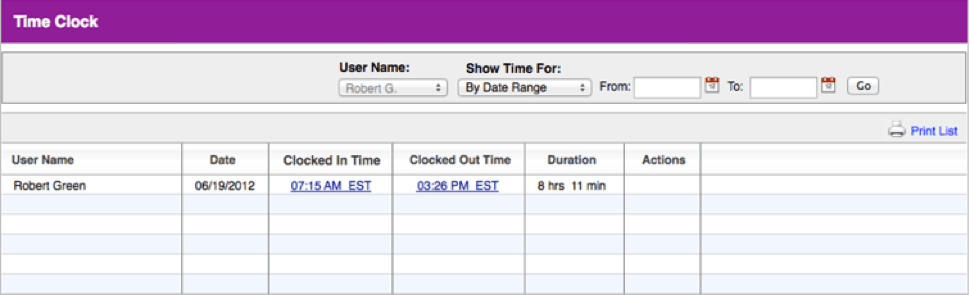 Time Clock
User Name: Show Time For:
Robert G. By Date Range From: To: Go
Print List
User Name Date Clocked In Time Clocked Out Time Duration Actions
Robert Green 06/19/2012 07:15 AM EST 03:26 PM EST 8 hrs 11 min